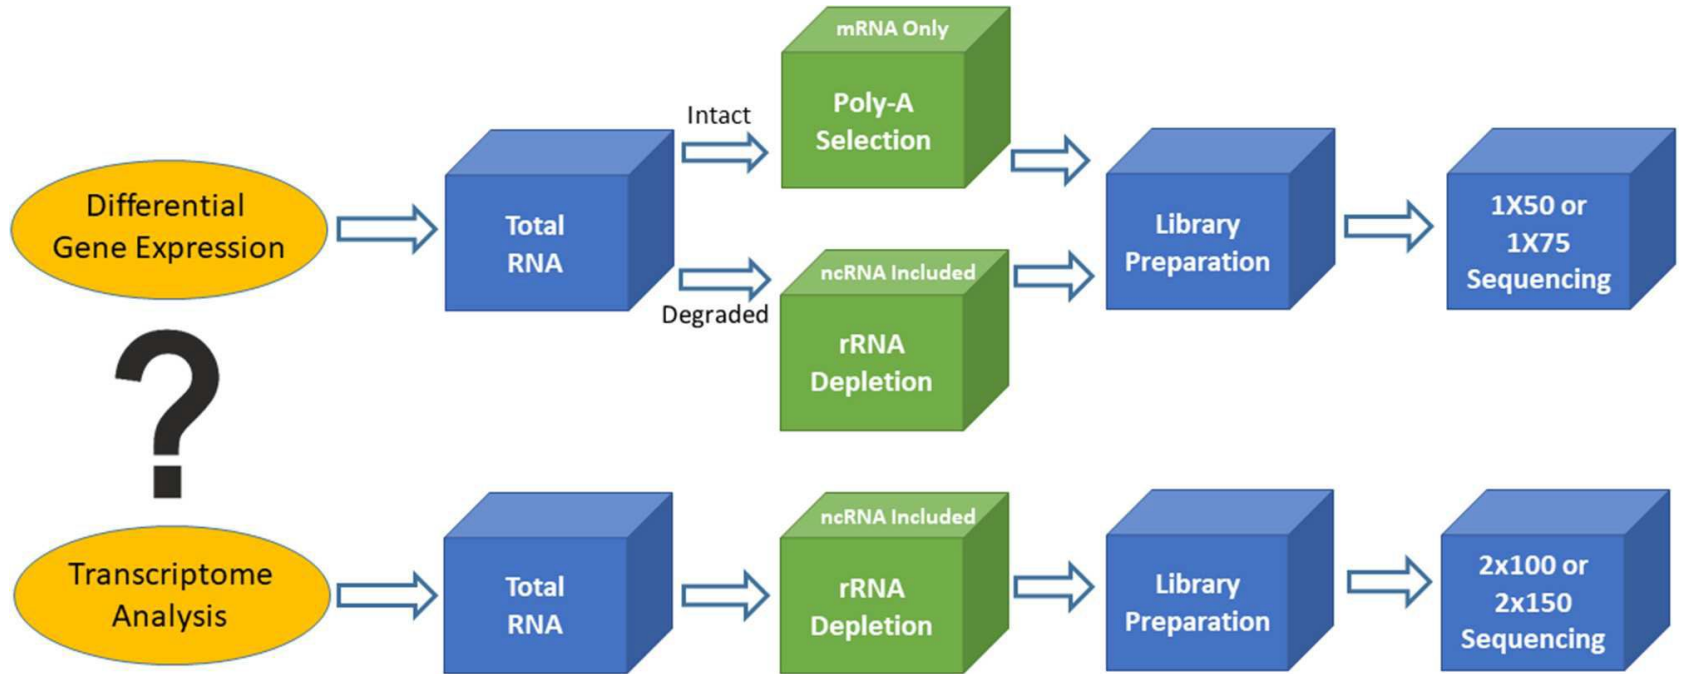 Differential
Gene Expression
Total
RNA
Intact
mRNA Only
Poly-A
Selection
Degraded
ncRNA Included
rRNA
Depletion
Library
Preparation
1X50 or
1X75
Sequencing
?
Transcriptome
Analysis
Total
RNA
ncRNA Included
rRNA
Depletion
Library
Preparation
2x100 or
2x150
Sequencing